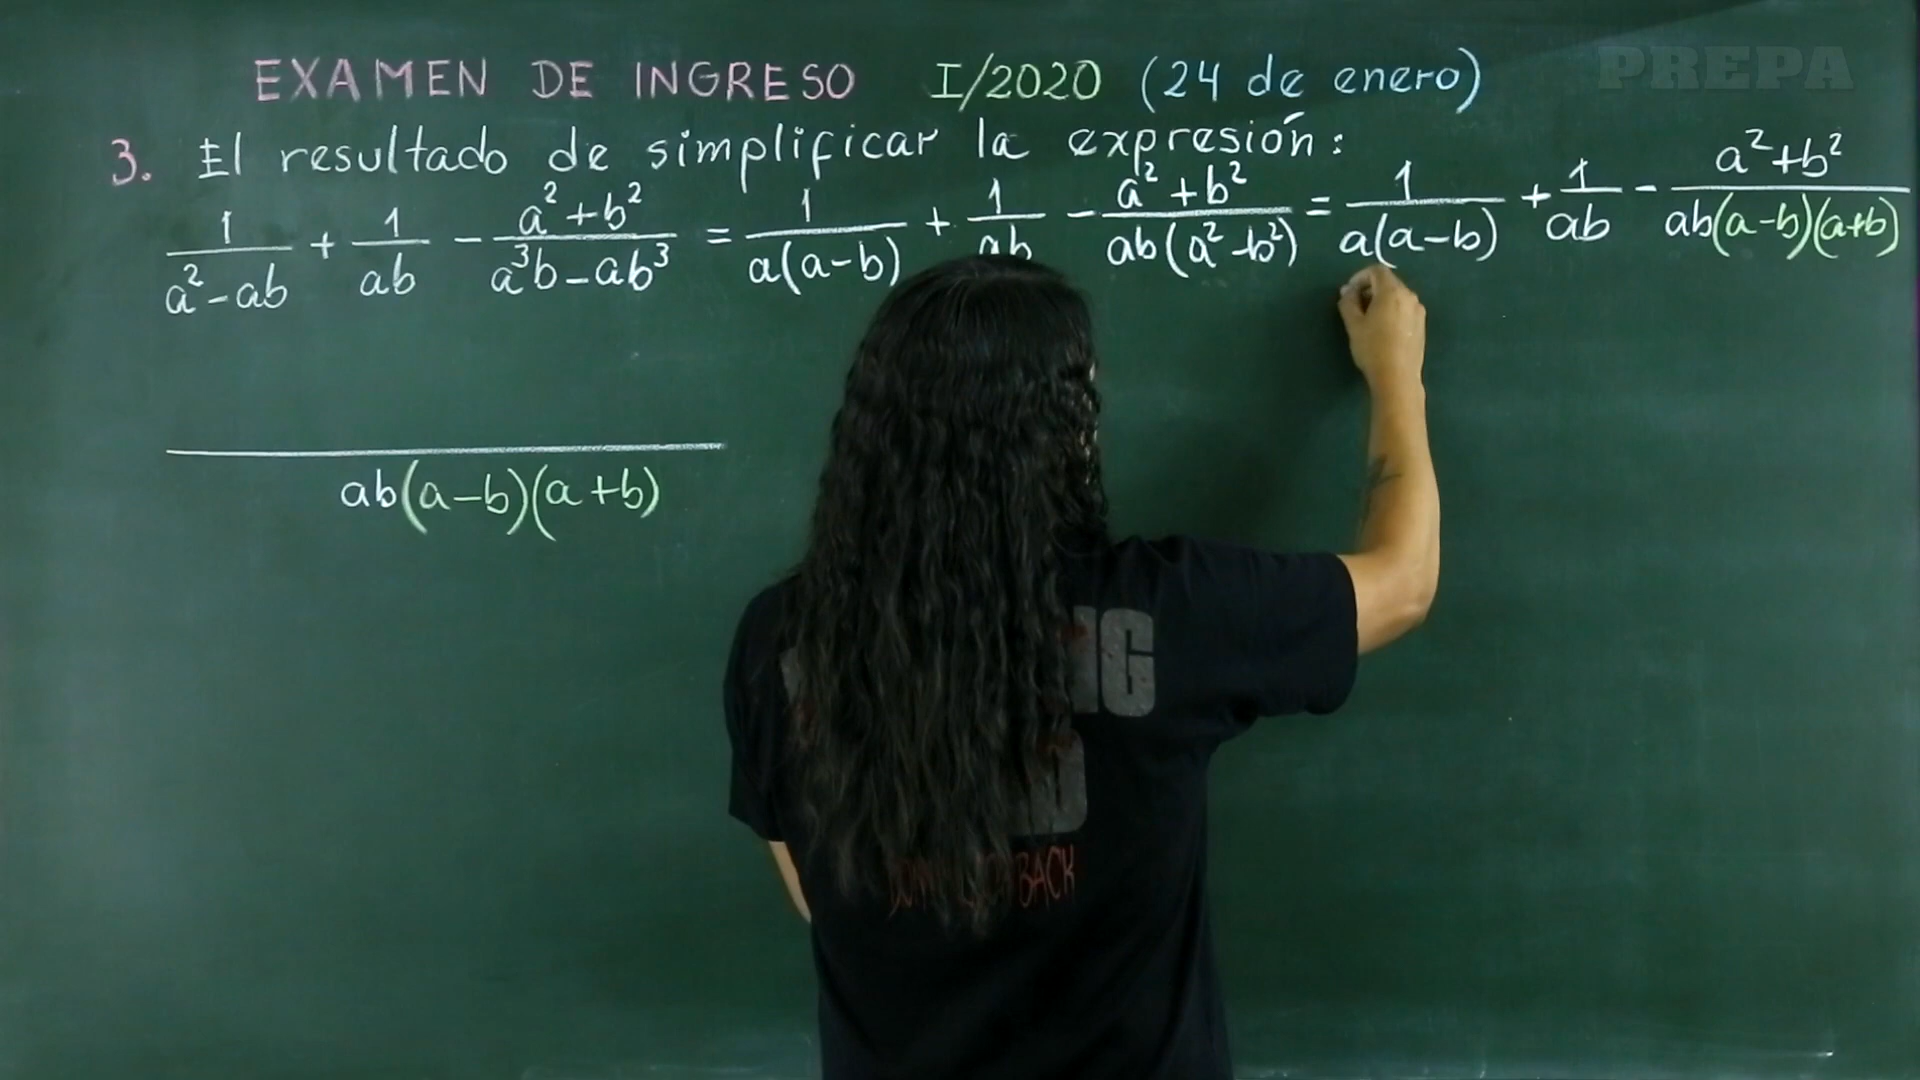 PREPA
EXAMEN DE INGRESO I/2020 (24 de enero)
3. El resultado de simplificar la expresión:
1/(a²-ab) + 1/ab - (a²+b²)/(a³b-ab³) = 1/(a(a-b)) + 1/ab - (a²+b²)/(ab(a²-b²)) = 1/(a(a-b)) + 1/ab - (a²+b²)/(ab(a-b)(a+b))
ab(a-b)(a+b)
BACK